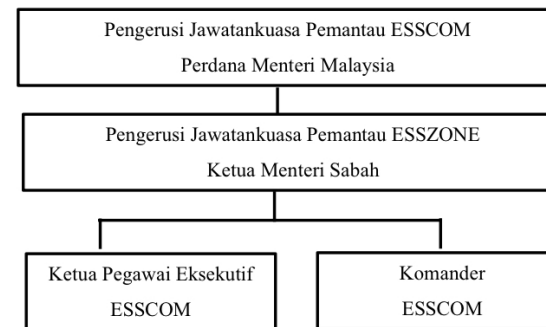 Pengerusi Jawatankuasa Pemantau ESSCOM
Perdana Menteri Malaysia
Pengerusi Jawatankuasa Pemantau ESSZONE
Ketua Menteri Sabah
Ketua Pegawai Eksekutif
ESSCOM
Komander
ESSCOM